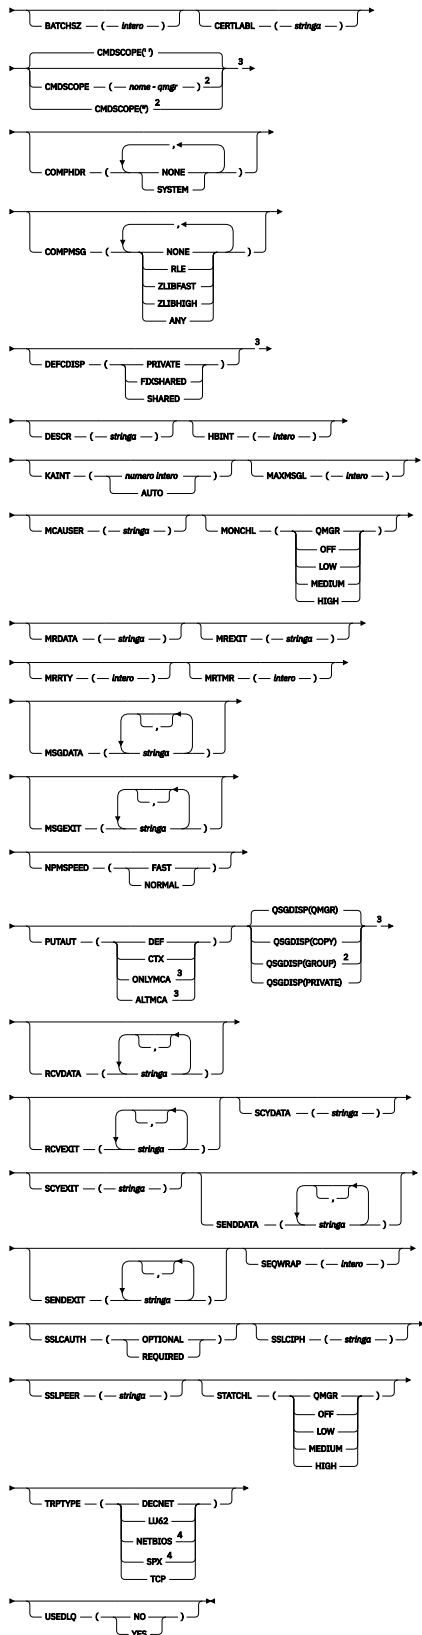 BATCHSZ ( intero ) CERTLABL ( stringa )
CMDSCOPE(' ')
CMDSCOPE ( nome - qmgr ) 2 3
CMDSCOPE(*) 2
,
COMPHDR ( NONE )
SYSTEM
,
COMPMSG ( NONE )
RLE
ZLIBFAST
ZLIBHIGH
ANY
DEFCDISP ( PRIVATE ) 3
FIXSHARED
SHARED
DESCR ( stringa ) HBINT ( intero )
KAINT ( numero intero ) MAXMSGL ( intero )
AUTO
MCAUSER ( stringa ) MONCHL ( QMGR )
OFF
LOW
MEDIUM
HIGH
MRDATA ( stringa ) MREXIT ( stringa )
MRRTY ( intero ) MRTMR ( intero )
,
MSGDATA ( stringa )
,
MSGEXIT ( stringa )
NPMSPEED ( FAST )
NORMAL
QSGDISP(QMGR)
PUTAUT ( DEF ) QSGDISP(COPY) 3
CTX QSGDISP(GROUP) 2
ONLYMCA 3 QSGDISP(PRIVATE)
ALTMCA 3
,
RCVDATA ( stringa )
,
RCVEXIT ( stringa ) SCYDATA ( stringa )
SCYEXIT ( stringa ) SENDDATA ( , stringa )
,
SENDEXIT ( stringa ) SEQWRAP ( intero )
SSLCAUTH ( OPTIONAL ) SSLCIPH ( stringa )
REQUIRED
SSLPEER ( stringa ) STATCHL ( QMGR )
OFF
LOW
MEDIUM
HIGH
TRPTYPE ( DECNET )
LU62
NETBIOS 4
SPX 4
TCP
USEDLQ ( NO )
YES